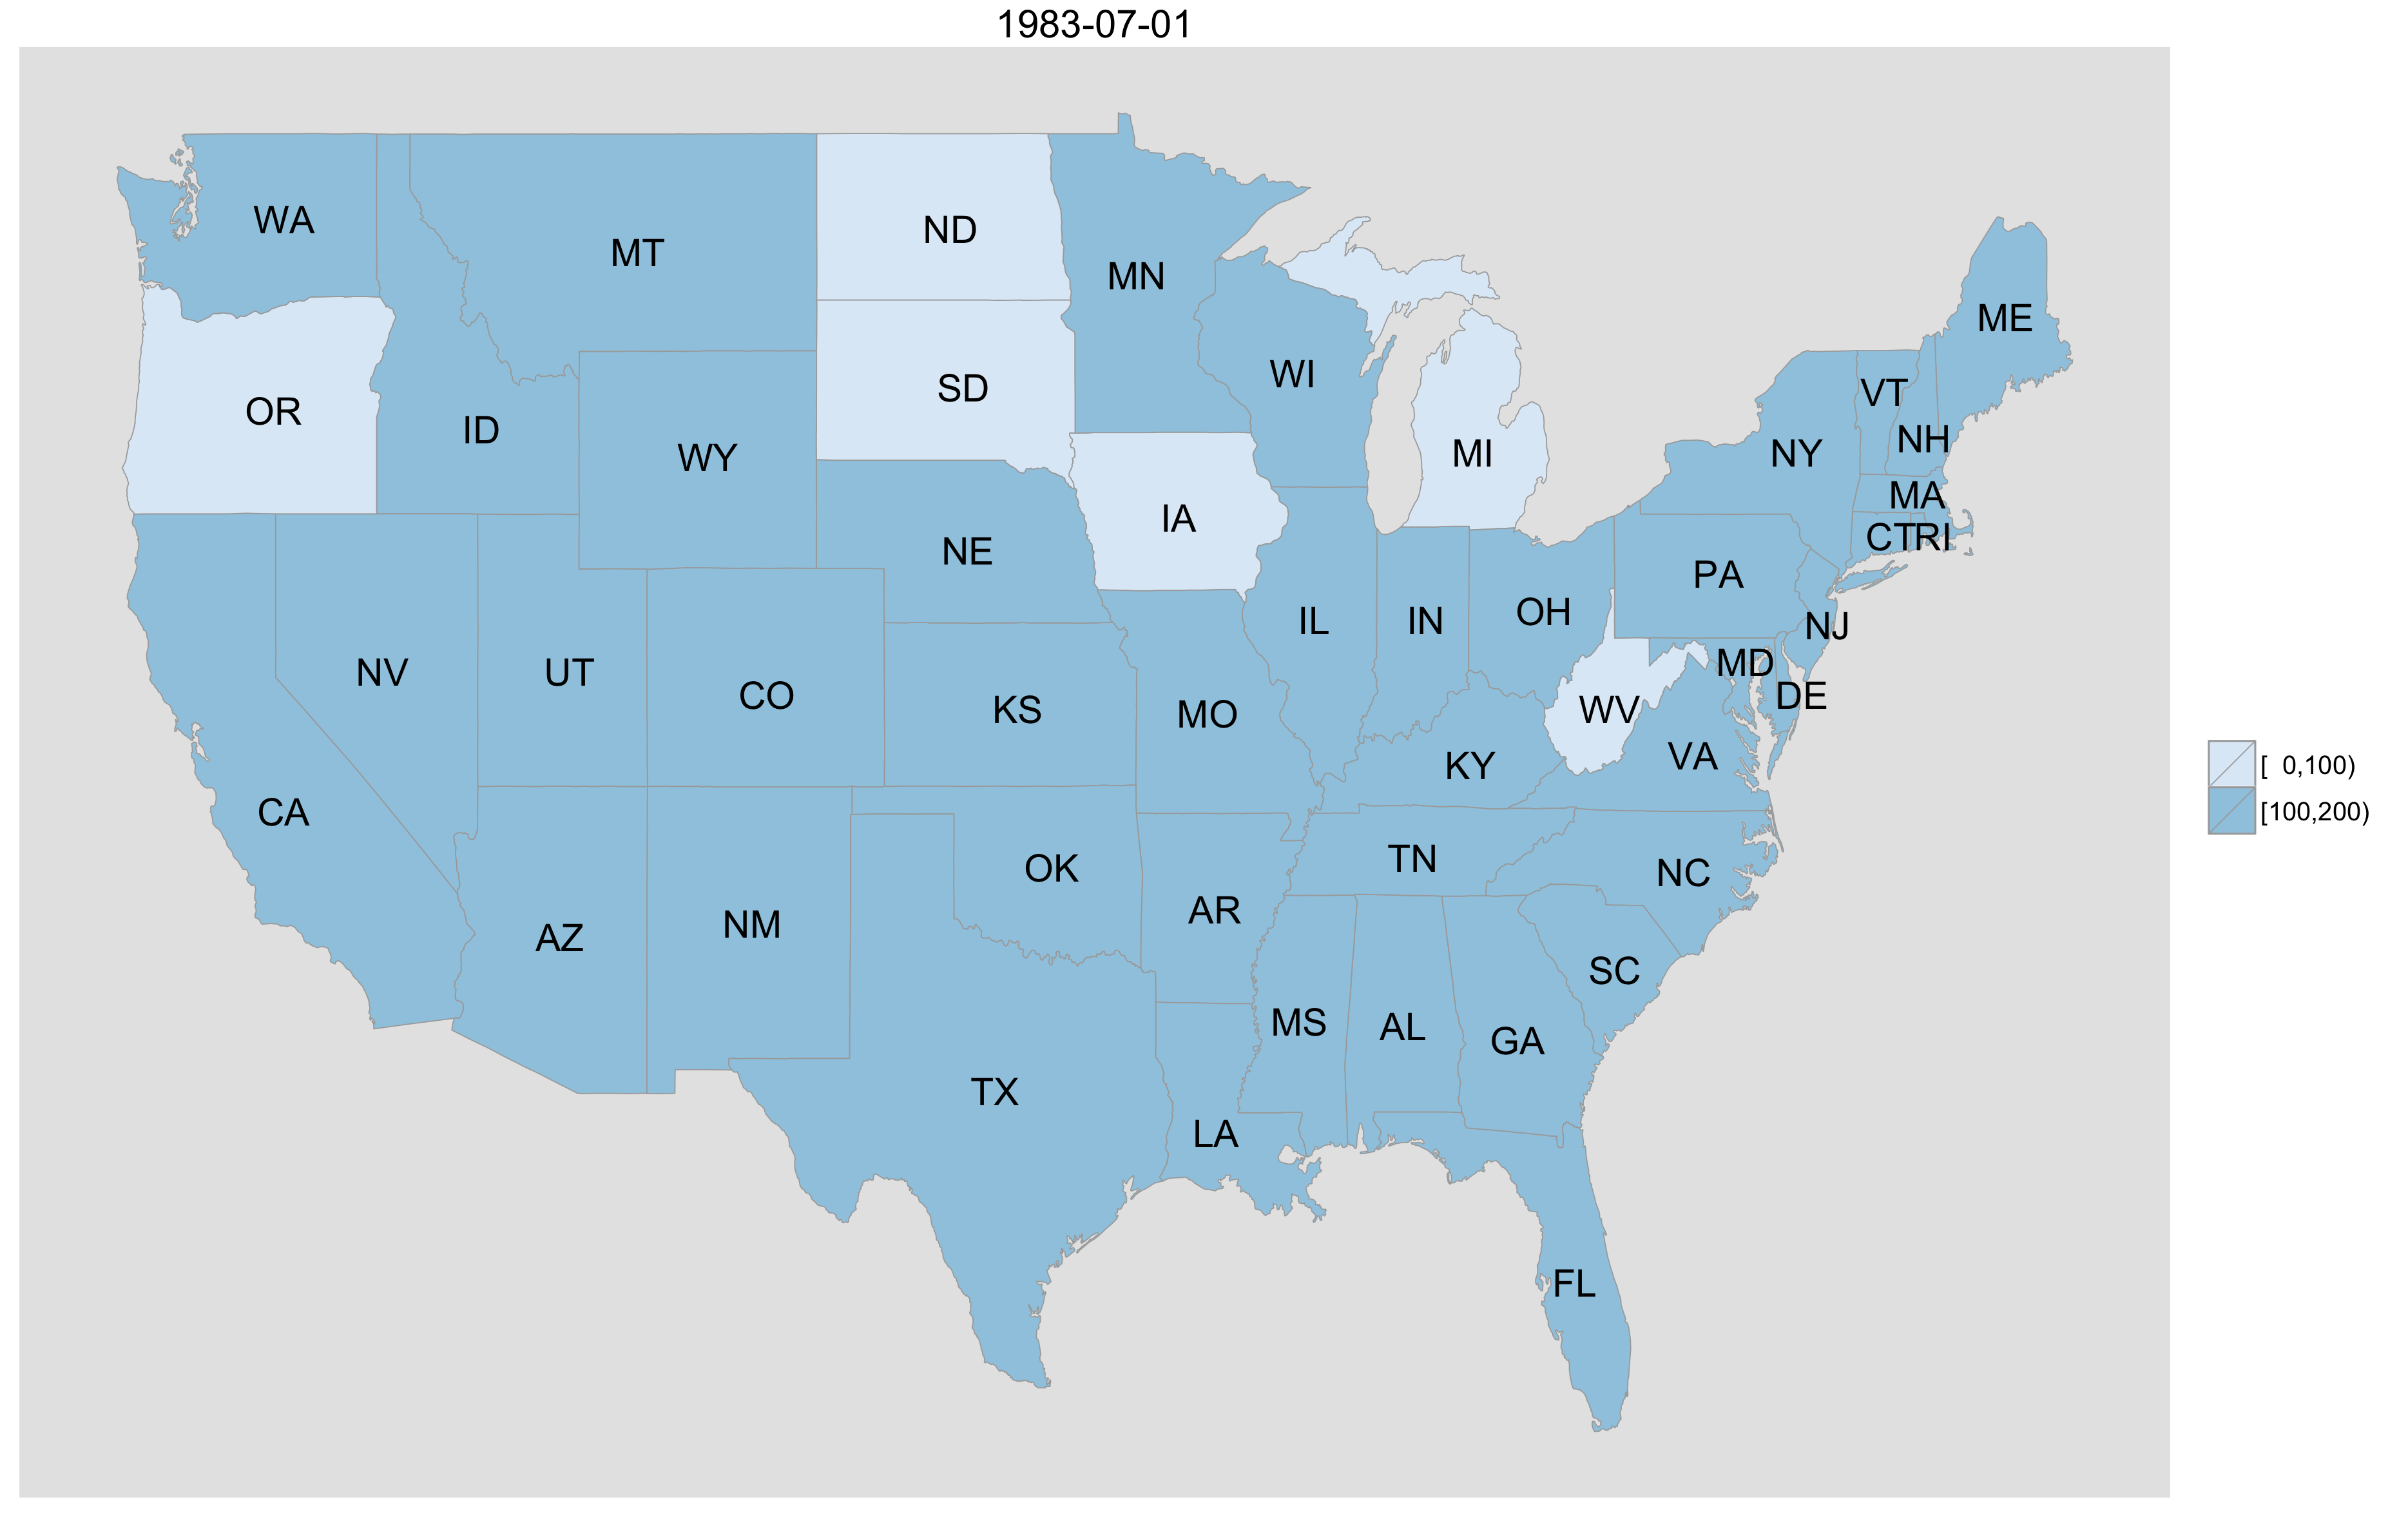 1983-07-01
WA
MT
ND
MN
ME
OR
ID
WY
SD
WI
MI
NY
VT
NH
MA
CT
RI
IA
NE
PA
NJ
NV
UT
CO
KS
MO
IL
IN
OH
WV
MD
DE
VA
KY
CA
AZ
NM
OK
AR
TN
NC
SC
TX
LA
MS
AL
GA
FL
[  0,100)
[100,200)